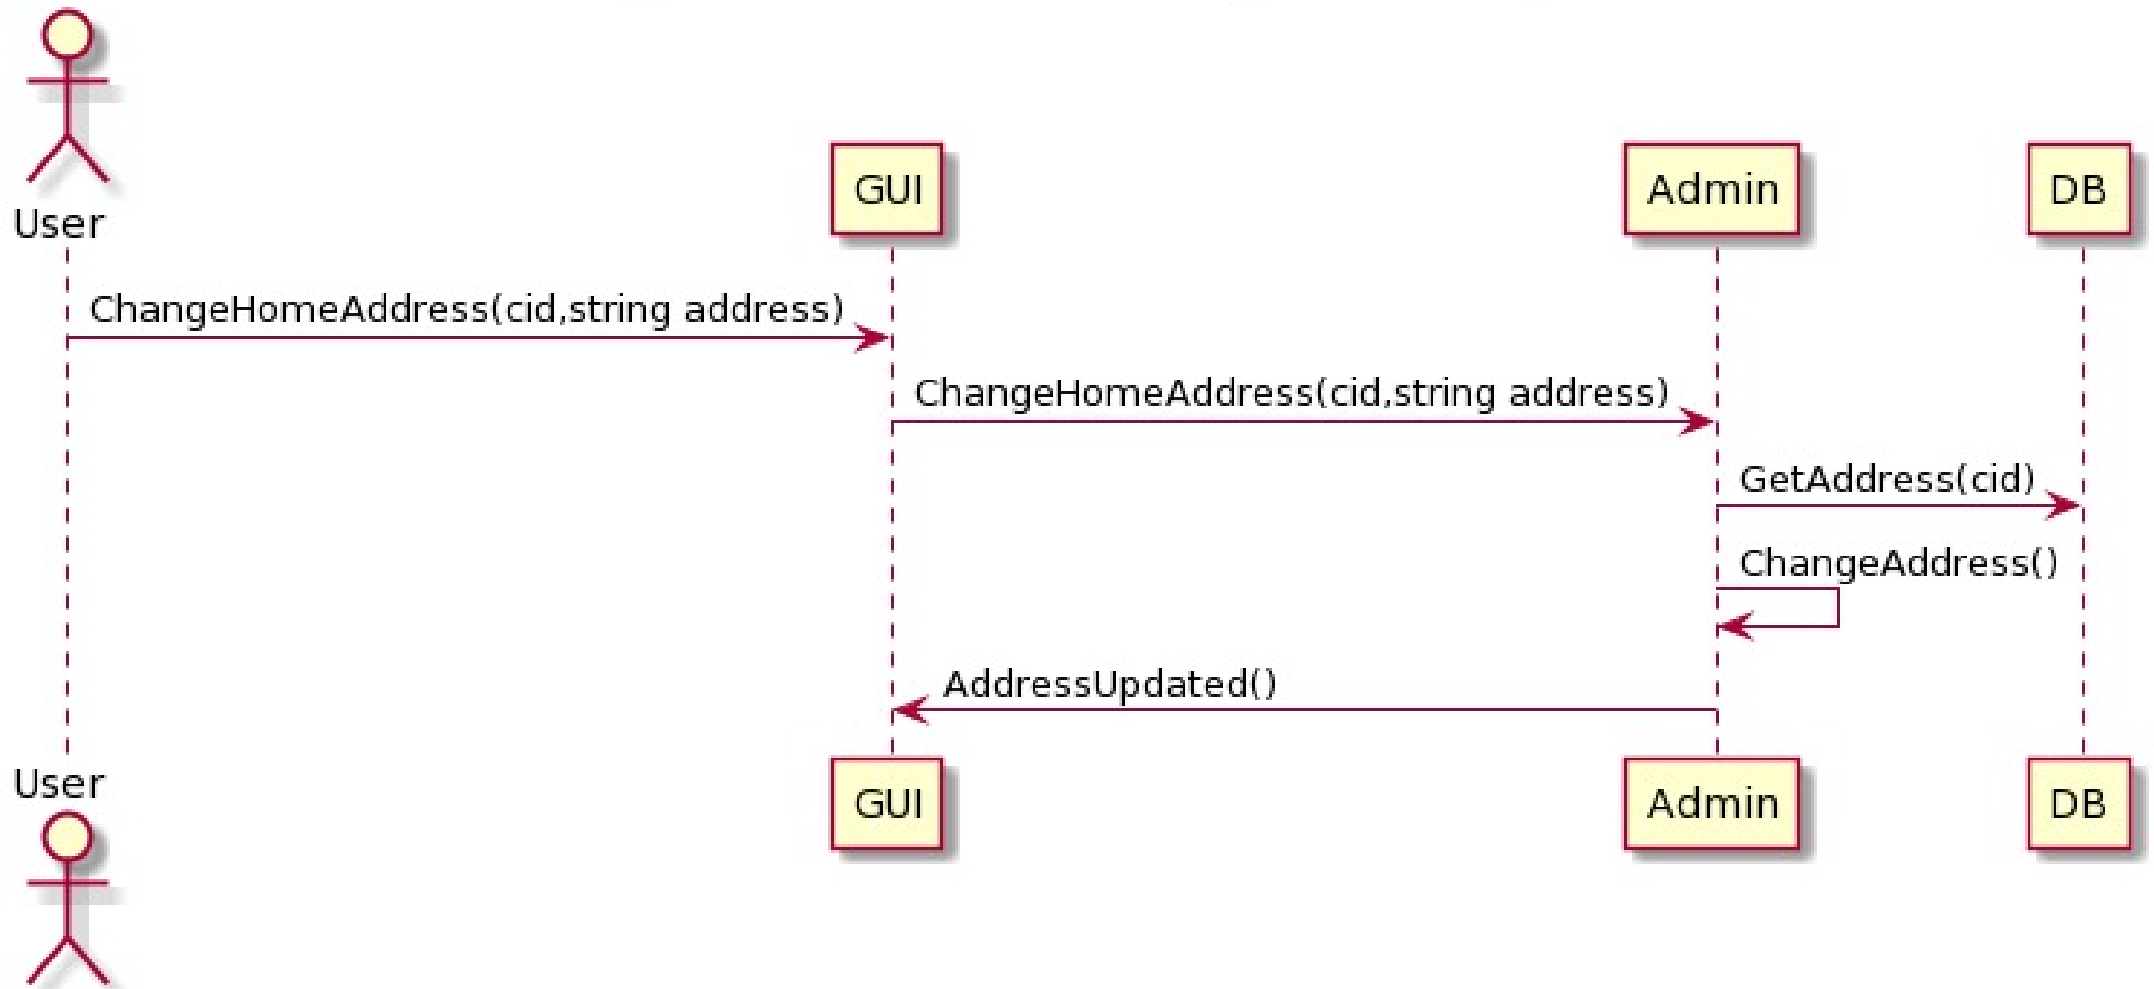 User
GUI
Admin
DB
ChangeHomeAddress(cid,string address)
ChangeHomeAddress(cid,string address)
GetAddress(cid)
ChangeAddress()
AddressUpdated()
User
GUI
Admin
DB